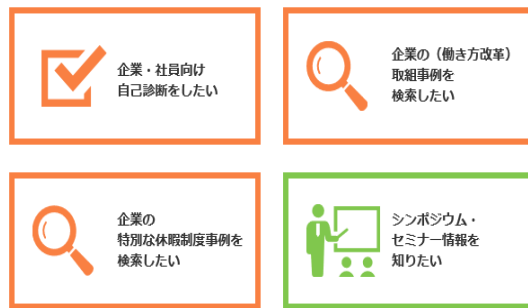 企業・社員向け
自己診断をしたい
企業の（働き方改革）
取組事例を
検索したい
企業の
特別な休暇制度事例を
検索したい
シンポジウム・
セミナー情報を
知りたい